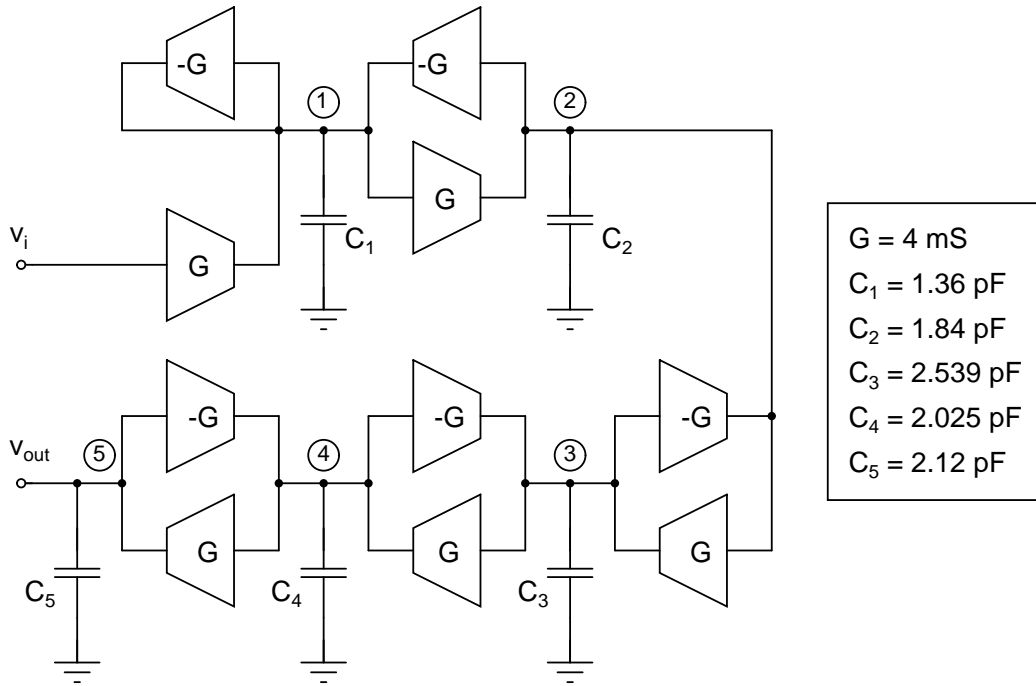 -G
-G
1
2
G
vᵢ
G
C₁
C₂
G = 4 mS
C₁ = 1.36 pF
C₂ = 1.84 pF
C₃ = 2.539 pF
C₄ = 2.025 pF
C₅ = 2.12 pF
-G
-G
-G
vₒᵤₜ
5
4
3
G
G
G
C₅
C₄
C₃